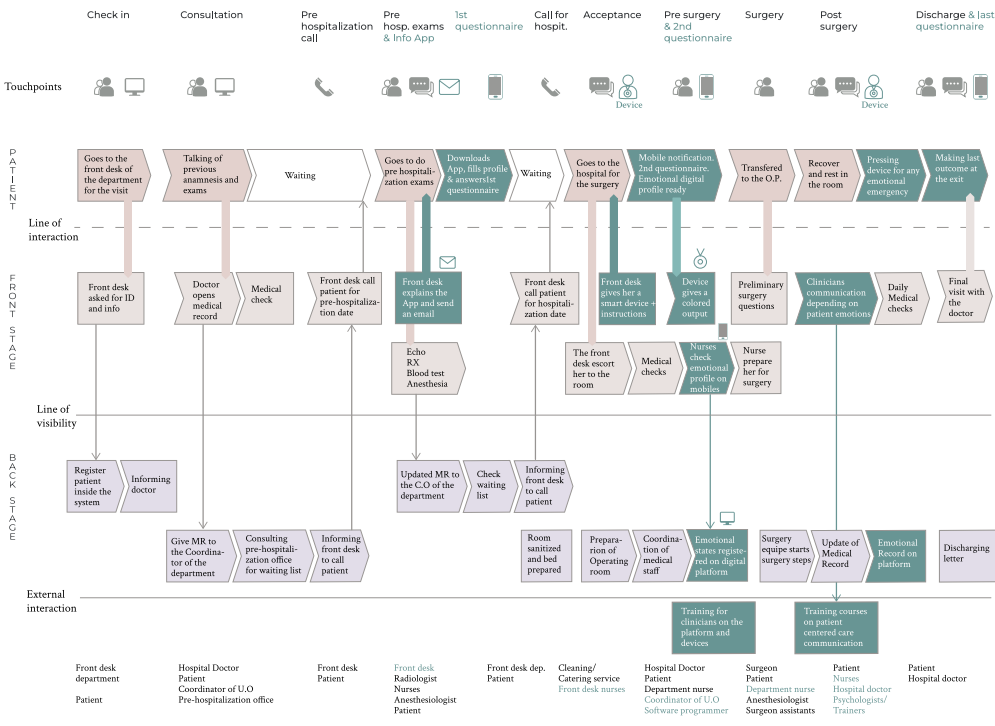 Check in
Consultation
Pre
hospitalization
call
Pre
hosp. exams
& Info App
1st
questionnaire
Call for
hospit.
Acceptance
Pre surgery
& 2nd
questionnaire
Surgery
Post
surgery
Discharge & last
questionnaire
Touchpoints
Device
Device
PATIENT
Goes to the
front desk of
the department
for the visit
Talking of
previous
anamnesis and
exams
Waiting
Goes to do
pre hospitali-
zation exams
Downloads
App, fills profile
& answers1st
questionnaire
Waiting
Goes to the
hospital for
the surgery
Mobile notification.
2nd questionnaire.
Emotional digital
profile ready
Transfered
to the O.P.
Recover
and rest in
the room
Pressing
device for any
emotional
emergency
Making last
outcome at
the exit
Line of
interaction
FRONT STAGE
Front desk
asked for ID
and info
Doctor
opens
medical
record
Medical
check
Front desk call
patient for
pre-hospitaliza-
tion date
Front desk
explains the
App and send
an email
Front desk
call patient for
hospitali-
zation date
Front desk
gives her a
smart device +
instructions
Device
gives a
colored
output
Preliminary
surgery
questions
Clinicians
communication
depending on
patient emotions
Daily
Medical
checks
Final
visit with
the
doctor
Echo
RX
Blood test
Anesthesia
The front
desk escort
her to the
room
Medical
checks
Nurses
check
emotional
profile on
mobiles
Nurse
prepare
her for
surgery
Line of
visibility
BACK STAGE
Register
patient
inside the
system
Informing
doctor
Updated MR to
the C.O of the
department
Check
waiting
list
Informing
front desk
to call
patient
Give MR to
the Coordina-
tor of the
department
Consulting
pre-hospitali-
zation office
for waiting list
Informing
front desk
to call
patient
Room
sanitized
and bed
prepared
Prepara-
rion of
Operating
room
Coordina-
tion of
medical
staff
Emotional
states registe-
red on digital
platform
Surgery
equipe starts
surgery steps
Update of
Medical
Record
Emotional
Record on
platform
Discharging
letter
External
interaction
Training for
clinicians on the
platform and
devices
Training courses
on patient
centered care
communication
Front desk
department
Patient
Hospital Doctor
Patient
Coordinator of U.O
Pre-hospitalization office
Front desk
Patient
Front desk
Radiologist
Nurses
Anesthesiologist
Patient
Front desk dep.
Patient
Cleaning/
Catering service
Front desk nurses
Hospital Doctor
Patient
Department nurse
Coordinator of U.O
Software programmer
Surgeon
Patient
Department nurse
Anesthesiologist
Surgeon assistants
Patient
Nurses
Hospital doctor
Psychologists/
Trainers
Patient
Hospital doctor